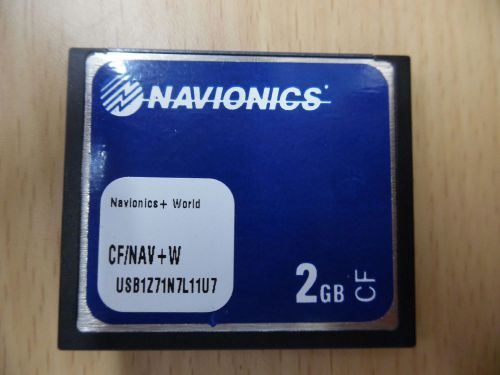 NAVIONICS
Navionics+ World
CF/NAV+W
USB1Z71N7L11U7
2GB CF